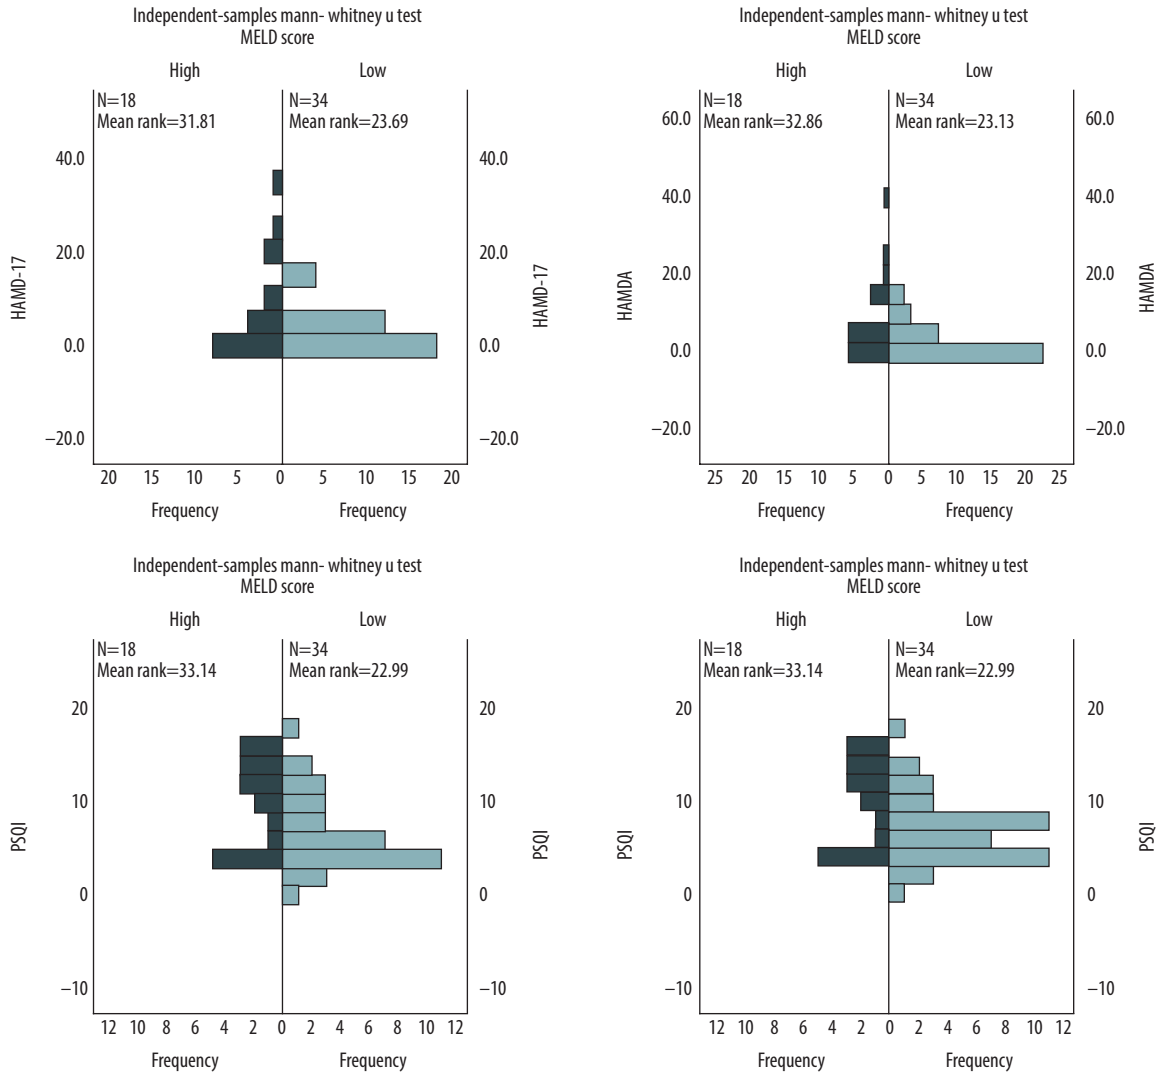 Independent-samples mann- whitney u test
MELD score
High Low
N=18
Mean rank=31.81
N=34
Mean rank=23.69
40.0 40.0
20.0 20.0
0.0 0.0
−20.0 −20.0
HAMD-17 HAMD-17
20 15 10 5 0 5 10 15 20
Frequency Frequency
Independent-samples mann- whitney u test
MELD score
High Low
N=18
Mean rank=32.86
N=34
Mean rank=23.13
60.0 60.0
40.0 40.0
20.0 20.0
0.0 0.0
−20.0 −20.0
HAMDA HAMDA
25 20 15 10 5 0 5 10 15 20 25
Frequency Frequency
Independent-samples mann- whitney u test
MELD score
High Low
N=18
Mean rank=33.14
N=34
Mean rank=22.99
20 20
10 10
0 0
−10 −10
PSQI PSQI
12 10 8 6 4 2 0 2 4 6 8 10 12
Frequency Frequency
Independent-samples mann- whitney u test
MELD score
High Low
N=18
Mean rank=33.14
N=34
Mean rank=22.99
20 20
10 10
0 0
−10 −10
PSQI PSQI
12 10 8 6 4 2 0 2 4 6 8 10 12
Frequency Frequency